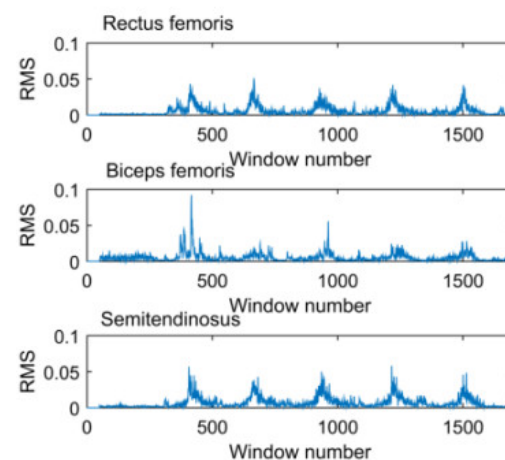 Rectus femoris
0.1
0.05
0
RMS
0 500 1000 1500
Window number
Biceps femoris
0.1
0.05
0
RMS
0 500 1000 1500
Window number
Semitendinosus
0.1
0.05
0
RMS
0 500 1000 1500
Window number